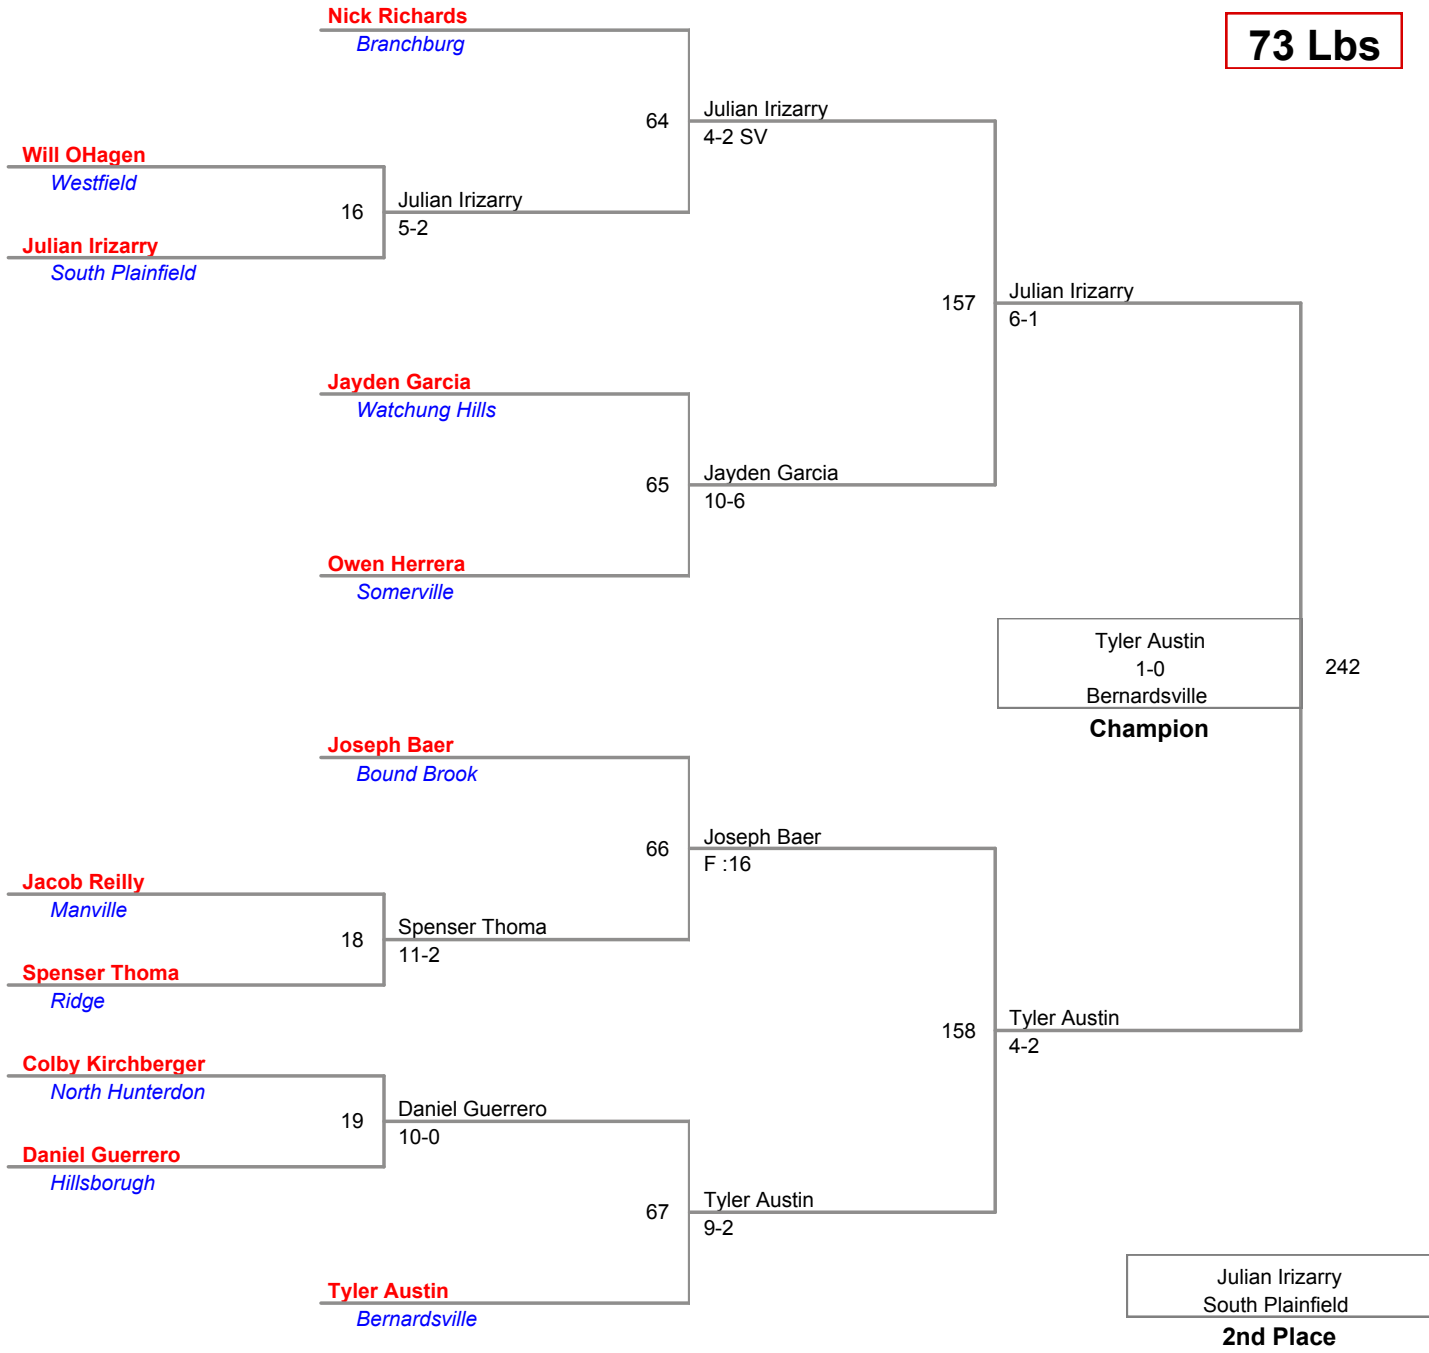 Nick Richards
Branchburg
73 Lbs
64
Julian Irizarry
4-2 SV
Will OHagen
Westfield
16
Julian Irizarry
5-2
Julian Irizarry
South Plainfield
157
Julian Irizarry
6-1
Jayden Garcia
Watchung Hills
65
Jayden Garcia
10-6
Owen Herrera
Somerville
Tyler Austin
1-0
Bernardsville
242
Champion
Joseph Baer
Bound Brook
66
Joseph Baer
F :16
Jacob Reilly
Manville
18
Spenser Thoma
11-2
Spenser Thoma
Ridge
158
Tyler Austin
4-2
Colby Kirchberger
North Hunterdon
19
Daniel Guerrero
10-0
Daniel Guerrero
Hillsborugh
67
Tyler Austin
9-2
Tyler Austin
Bernardsville
Julian Irizarry
South Plainfield
2nd Place